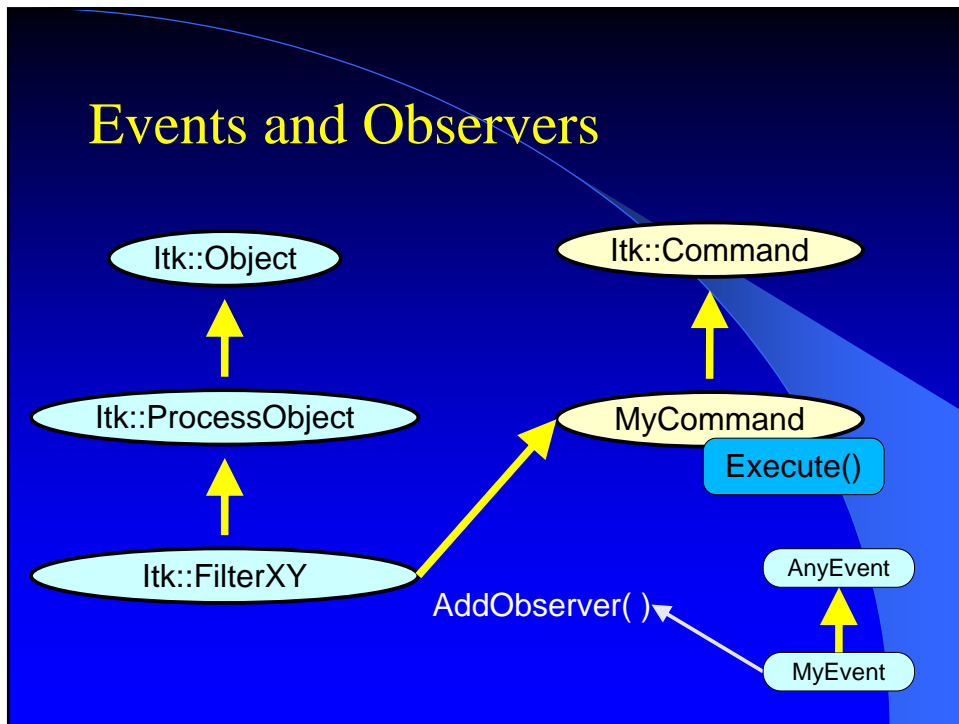 Events and Observers
Itk::Object
Itk::Command
Itk::ProcessObject
MyCommand
Execute()
Itk::FilterXY
AnyEvent
AddObserver( )
MyEvent